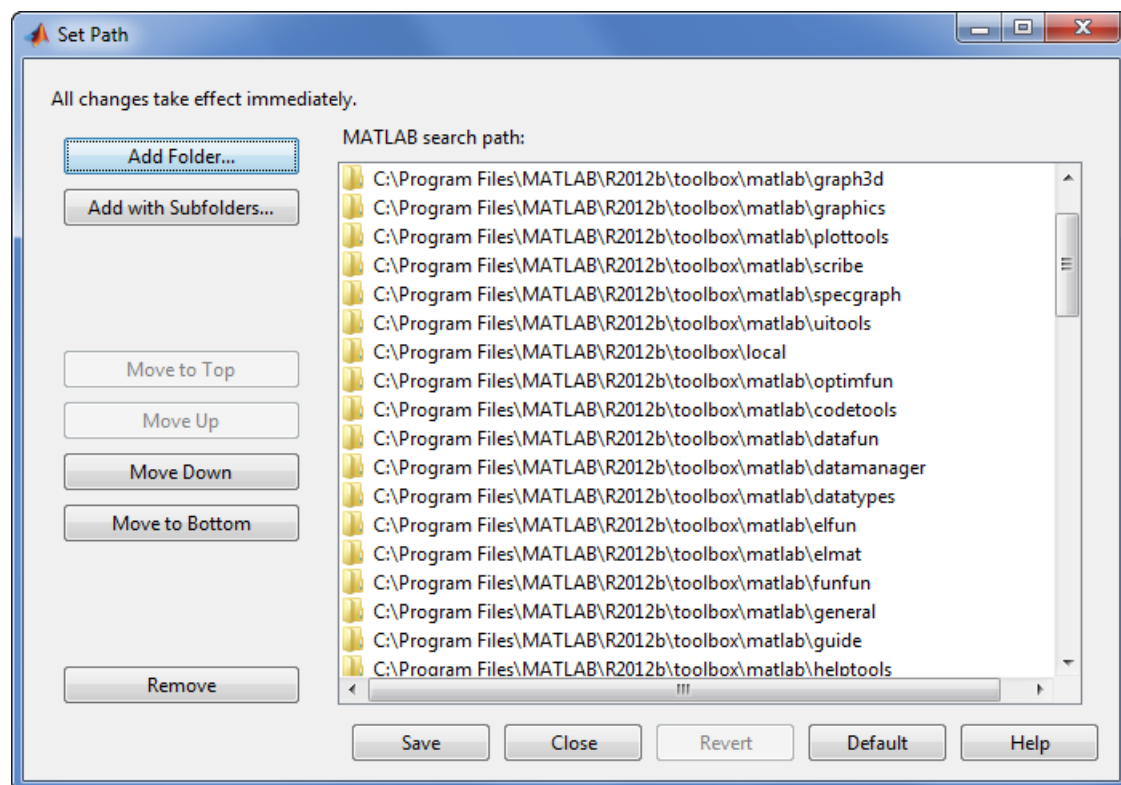 Set Path
All changes take effect immediately.
Add Folder...
Add with Subfolders...
Move to Top
Move Up
Move Down
Move to Bottom
Remove
MATLAB search path:
C:\Program Files\MATLAB\R2012b\toolbox\matlab\graph3d
C:\Program Files\MATLAB\R2012b\toolbox\matlab\graphics
C:\Program Files\MATLAB\R2012b\toolbox\matlab\plottools
C:\Program Files\MATLAB\R2012b\toolbox\matlab\scribe
C:\Program Files\MATLAB\R2012b\toolbox\matlab\specgraph
C:\Program Files\MATLAB\R2012b\toolbox\matlab\uitools
C:\Program Files\MATLAB\R2012b\toolbox\local
C:\Program Files\MATLAB\R2012b\toolbox\matlab\optimfun
C:\Program Files\MATLAB\R2012b\toolbox\matlab\codetools
C:\Program Files\MATLAB\R2012b\toolbox\matlab\datafun
C:\Program Files\MATLAB\R2012b\toolbox\matlab\datamanager
C:\Program Files\MATLAB\R2012b\toolbox\matlab\datatypes
C:\Program Files\MATLAB\R2012b\toolbox\matlab\elfun
C:\Program Files\MATLAB\R2012b\toolbox\matlab\elmat
C:\Program Files\MATLAB\R2012b\toolbox\matlab\funfun
C:\Program Files\MATLAB\R2012b\toolbox\matlab\general
C:\Program Files\MATLAB\R2012b\toolbox\matlab\guide
C:\Program Files\MATLAB\R2012b\toolbox\matlab\helptools
Save Close Revert Default Help